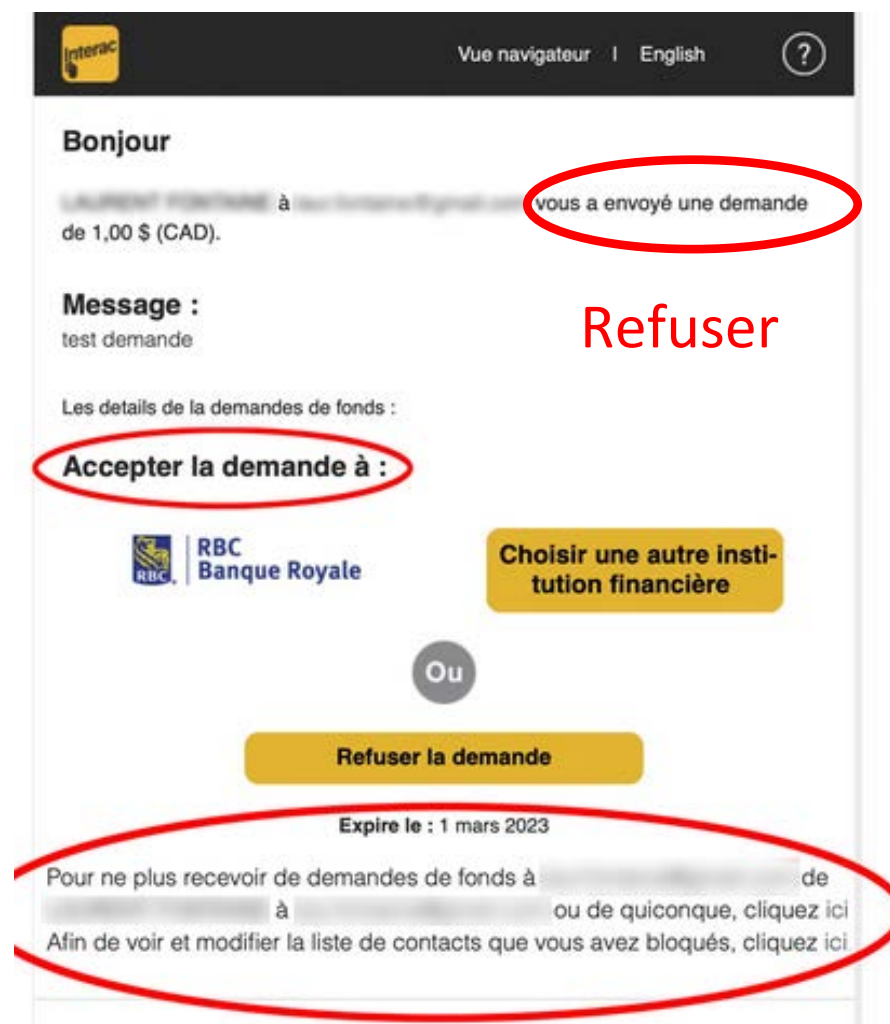 Interac
Vue navigateur | English ?
Bonjour
à vous a envoyé une demande
de 1,00 $ (CAD).
Message :
Refuser
test demande
Les details de la demandes de fonds :
Accepter la demande à :
RBC
RBC
Banque Royale
Choisir une autre insti-
tution financière
Ou
Refuser la demande
Expire le : 1 mars 2023
Pour ne plus recevoir de demandes de fonds à de
à ou de quiconque, cliquez ici
Afin de voir et modifier la liste de contacts que vous avez bloqués, cliquez ici